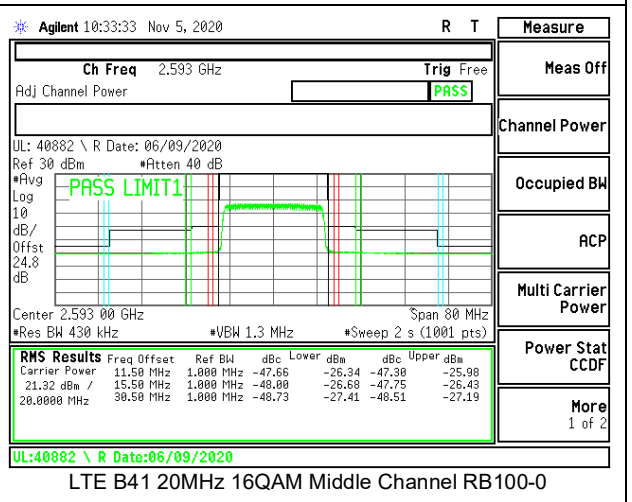 Agilent 10:33:33 Nov 5, 2020 R T
Measure
Ch Freq 2.593 GHz Trig Free
Meas Off
Adj Channel Power PASS
Channel Power
UL: 40882 \ R Date: 06/09/2020
Ref 30 dBm #Atten 40 dB
#Avg
Log
10
dB/
Offst
24.8
dB
PASS LIMIT1
Occupied BW
ACP
Multi Carrier
Power
Center 2.593 00 GHz Span 80 MHz
#Res BW 430 kHz #VBW 1.3 MHz #Sweep 2 s (1001 pts)
Power Stat
CCDF
RMS Results Freq Offset Ref BW dBc Lower dBm dBc Upper dBm
Carrier Power 11.50 MHz 1.000 MHz -47.66 -26.34 -47.30 -25.98
21.32 dBm / 15.50 MHz 1.000 MHz -48.00 -26.68 -47.75 -26.43
20.0000 MHz 30.50 MHz 1.000 MHz -48.73 -27.41 -48.51 -27.19
More
1 of 2
UL:40882 \ R Date:06/09/2020
LTE B41 20MHz 16QAM Middle Channel RB100-0